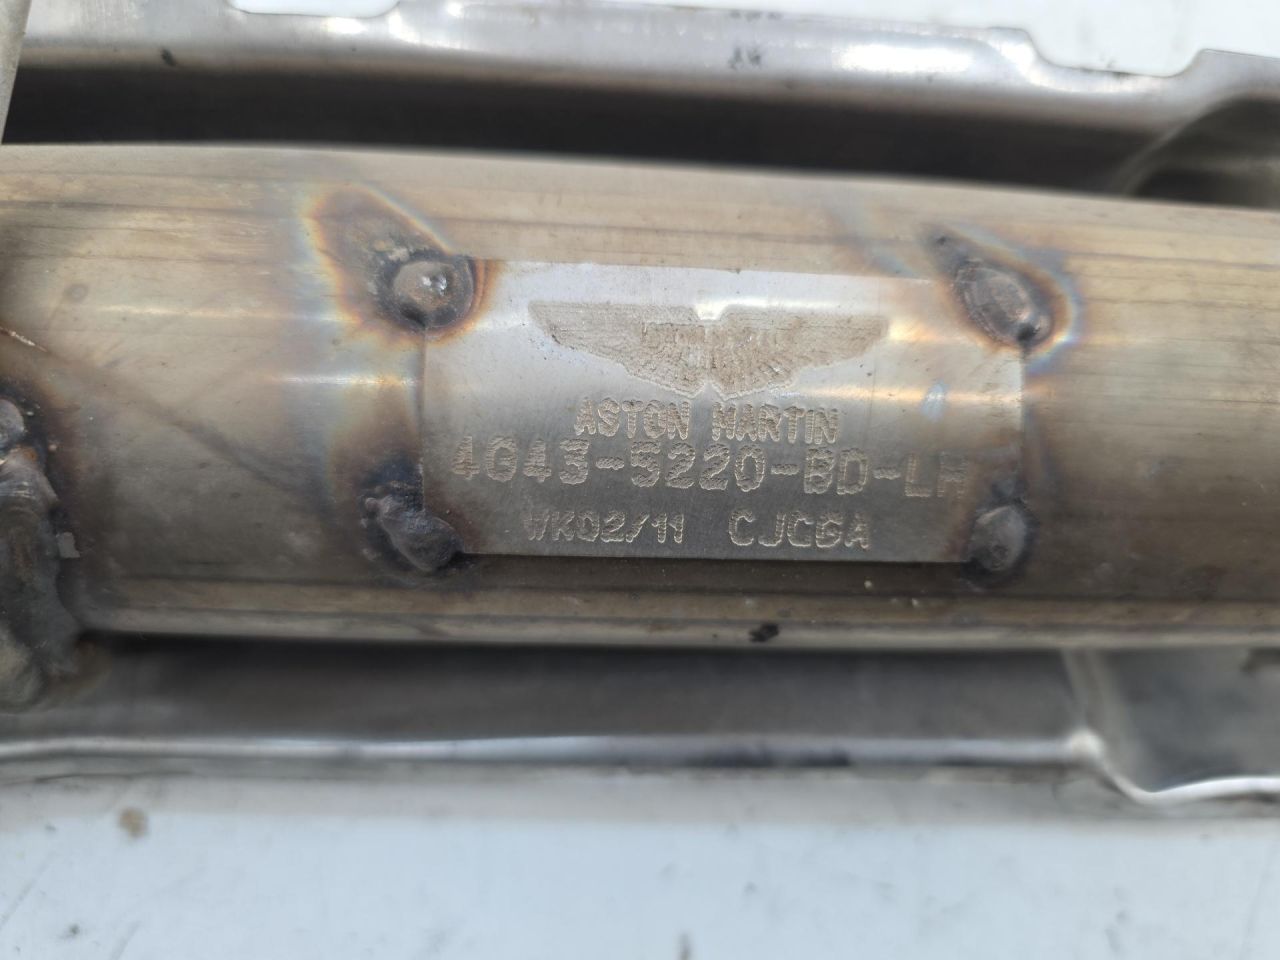 ASTON MARTIN
4G43-5220-BD-LH
WK02/11 CJCGA